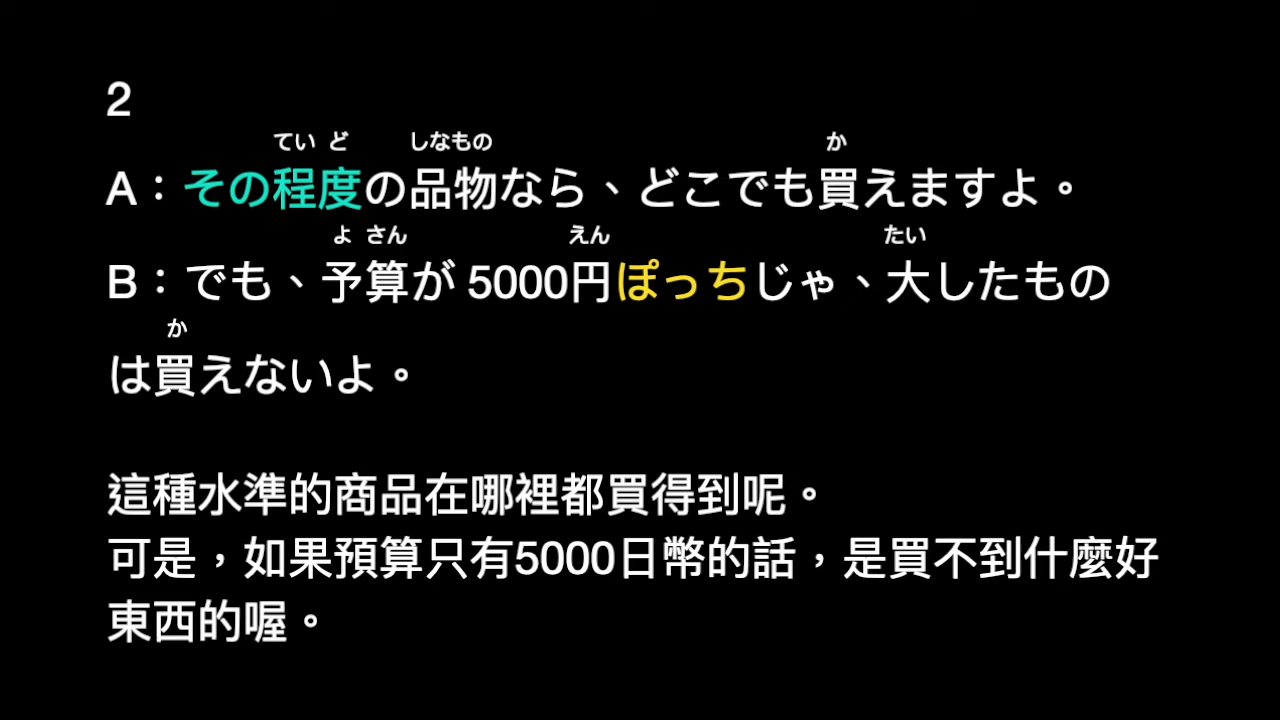 2
てい ど しなもの か
A：その程度の品物なら、どこでも買えますよ。
よ さん えん たい
B：でも、予算が 5000円ぽっちじゃ、大したもの
か
は買えないよ。
這種水準的商品在哪裡都買得到呢。
可是，如果預算只有5000日幣的話，是買不到什麼好
東西的喔。